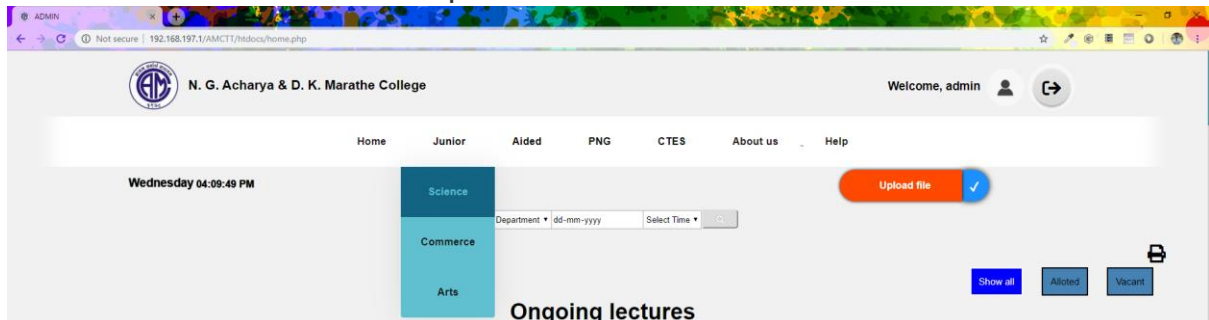 ADMIN
Not secure | 192.168.197.1/AMCTT/htdocs/home.php
N. G. Acharya & D. K. Marathe College
Welcome, admin
Home Junior Aided PNG CTES About us Help
Wednesday 04:09:49 PM
Science
Upload file
Department dd-mm-yyyy Select Time
Commerce
Show all Alloted Vacant
Arts
Ongoing lectures